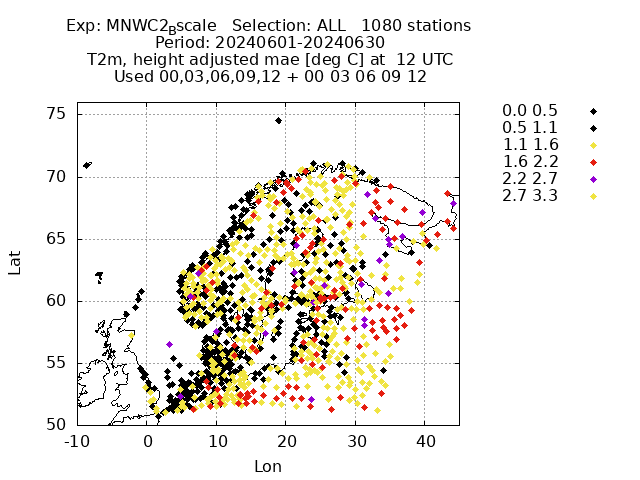 Exp: MNWC2_Bscale   Selection: ALL   1080 stations
Period: 20240601-20240630
T2m, height adjusted mae [deg C] at  12 UTC
Used 00,03,06,09,12 + 00 03 06 09 12
0.0 0.5
0.5 1.1
1.1 1.6
1.6 2.2
2.2 2.7
2.7 3.3
75
70
65
60
55
50
Lat
-10 0 10 20 30 40
Lon